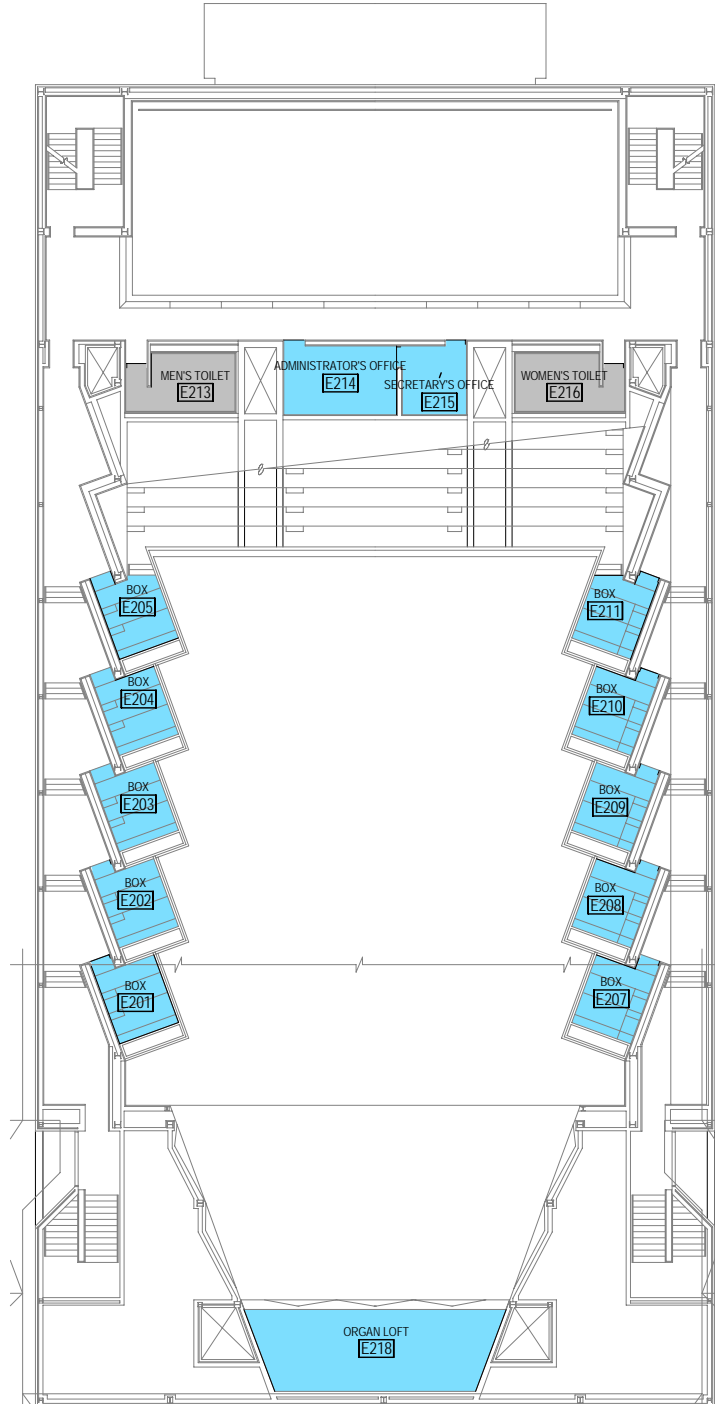 ADMINISTRATOR'S OFFICE
E214
MEN'S TOILET
E213
SECRETARY'S OFFICE
E215
WOMEN'S TOILET
E216
BOX
E205
BOX
E211
BOX
E204
BOX
E210
BOX
E203
BOX
E209
BOX
E202
BOX
E208
BOX
E201
BOX
E207
ORGAN LOFT
E218